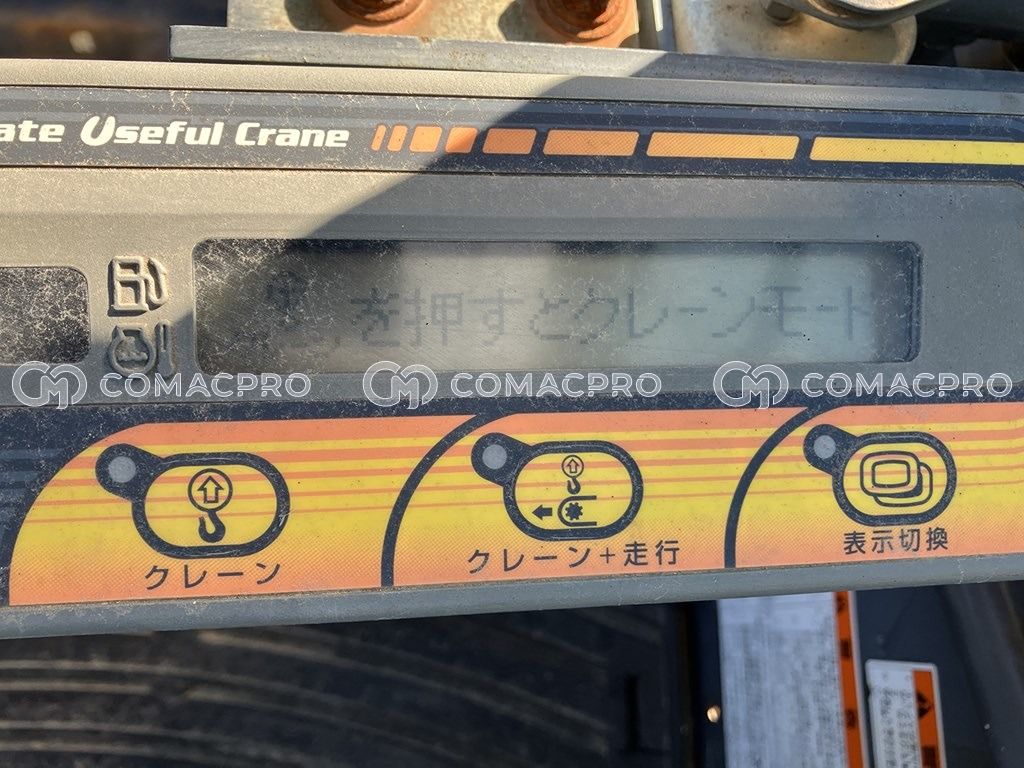 ate Useful Crane
を押すとクレーンモード
COMACPRO COMACPRO COMACPRO
クレーン
クレーン+走行
表示切換